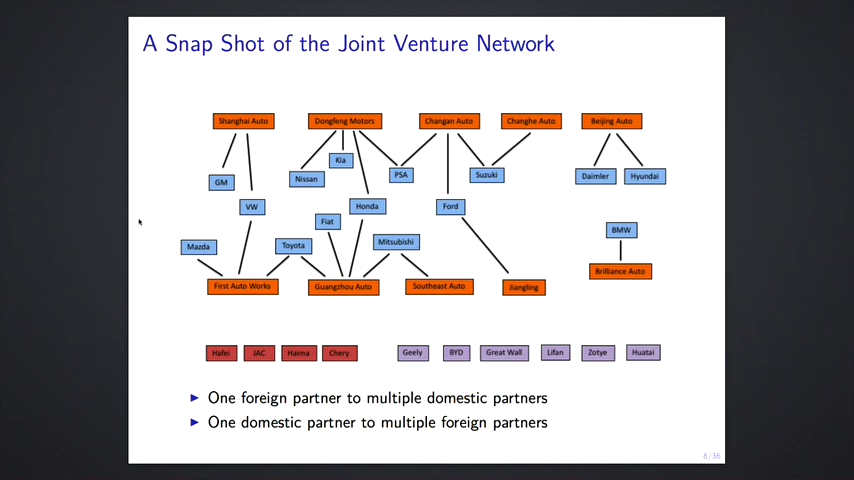 A Snap Shot of the Joint Venture Network
Shanghai Auto Dongfeng Motors Changan Auto Changhe Auto Beijing Auto
Kia
GM Nissan PSA Suzuki Daimler Hyundai
VW Honda Ford
Fiat BMW
Mazda Toyota Mitsubishi
Brilliance Auto
First Auto Works Guangzhou Auto Southeast Auto Jiangling
Hafei JAC Haima Chery Geely BYD Great Wall Lifan Zotye Huatai
One foreign partner to multiple domestic partners
One domestic partner to multiple foreign partners
8/36